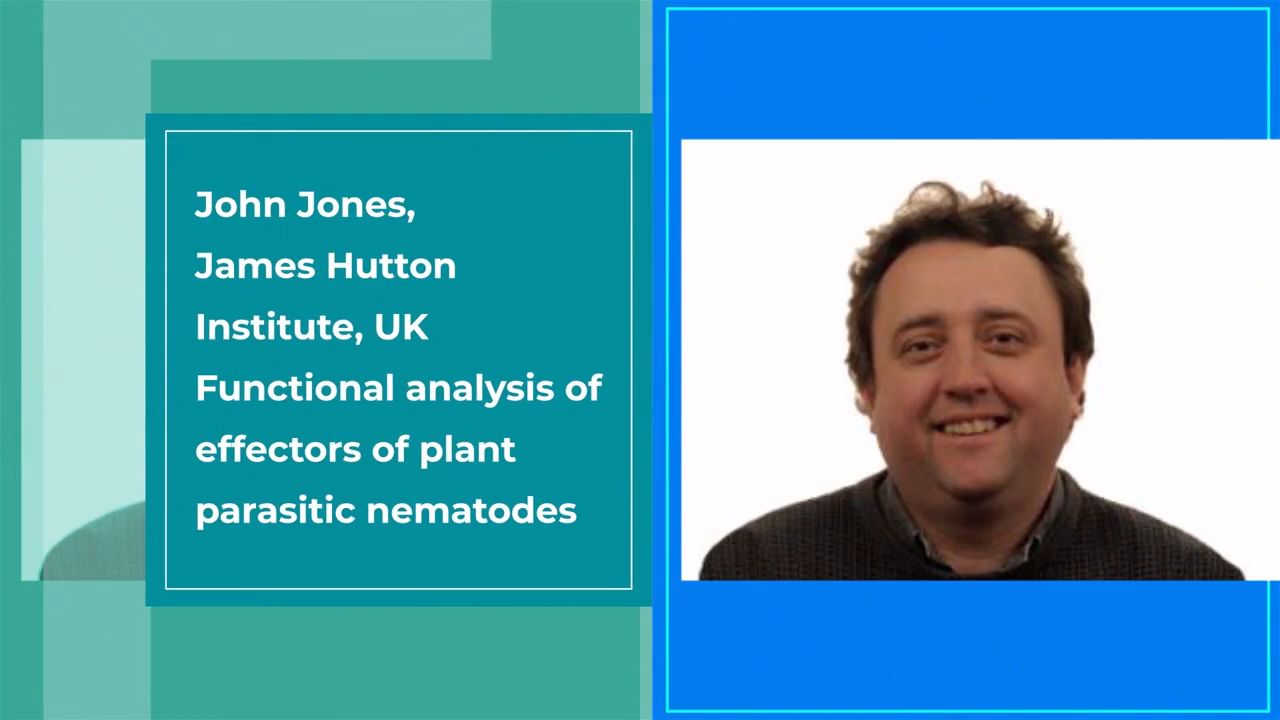 John Jones,
James Hutton
Institute, UK
Functional analysis of
effectors of plant
parasitic nematodes